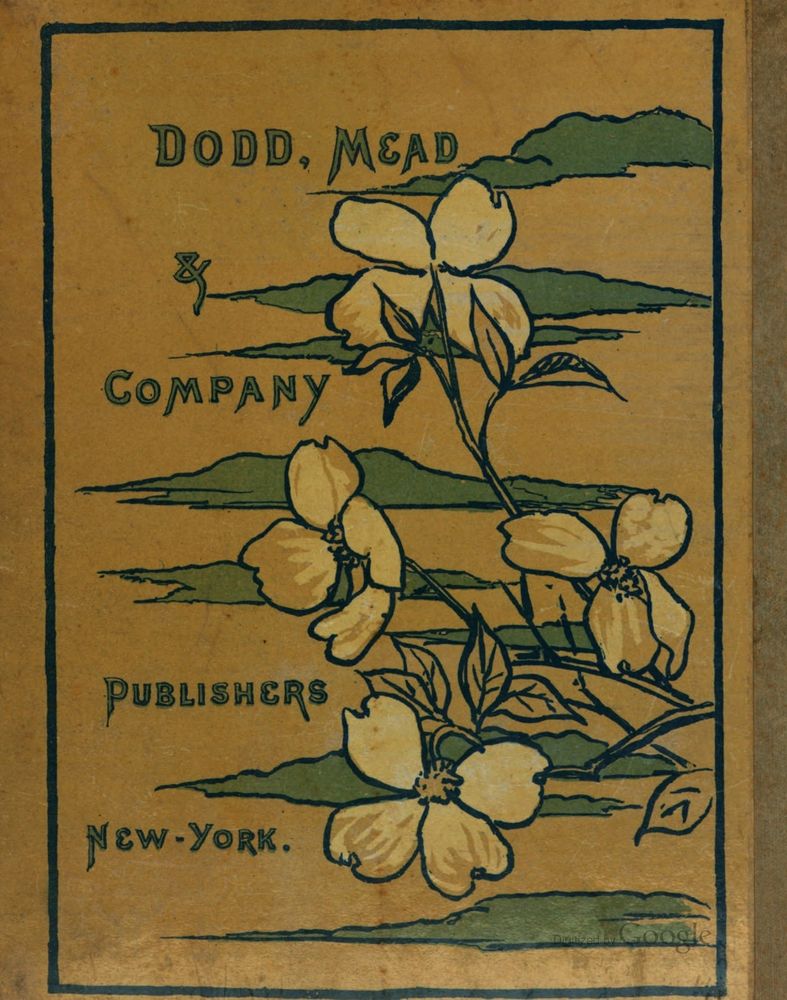 DODD, MEAD
&
COMPANY
PUBLISHERS
NEW-YORK.
Digitized by Google